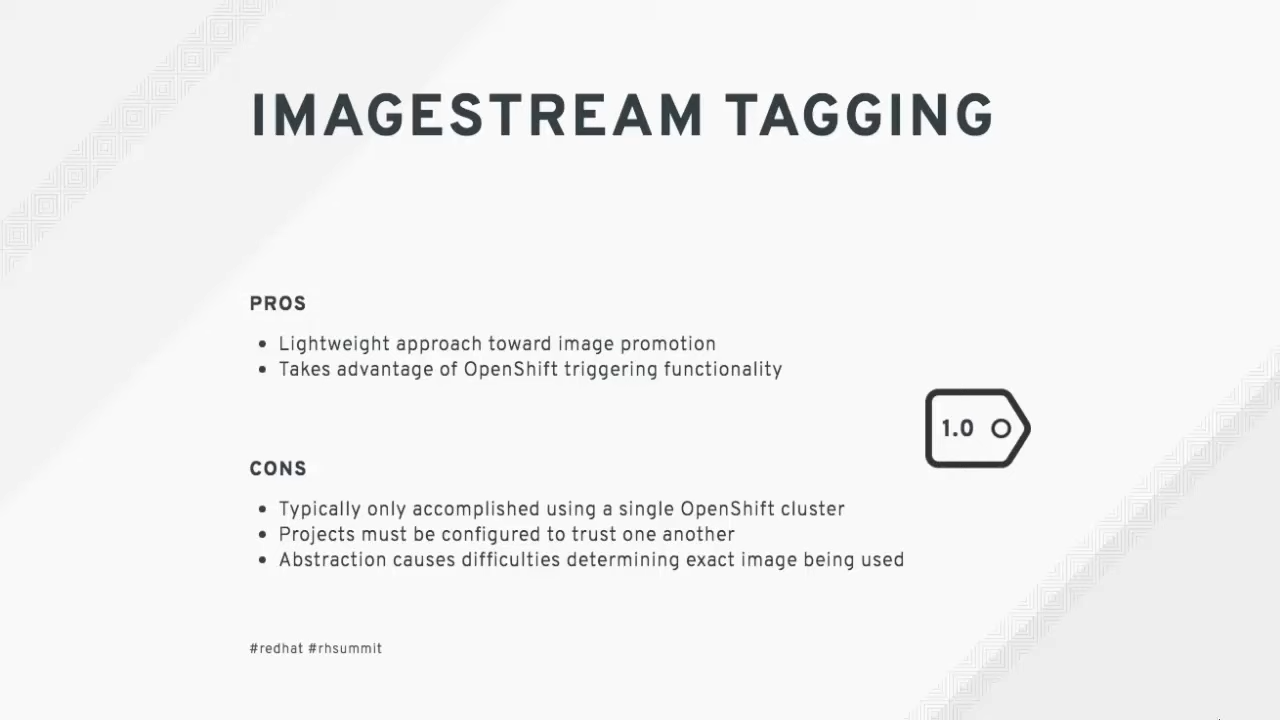 IMAGESTREAM TAGGING
PROS
• Lightweight approach toward image promotion
• Takes advantage of OpenShift triggering functionality
1.0
CONS
• Typically only accomplished using a single OpenShift cluster
• Projects must be configured to trust one another
• Abstraction causes difficulties determining exact image being used
#redhat #rhsummit